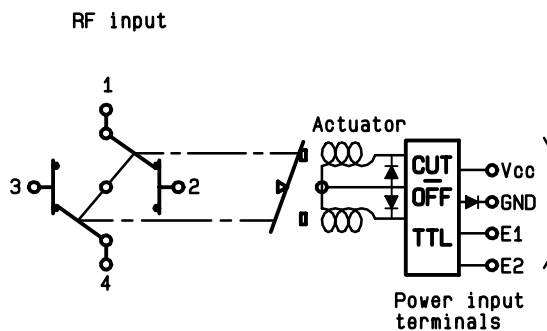 RF input
1
Actuator
CUT
Vcc
3
2
OFF
GND
TTL
E1
E2
4
Power input
terminals